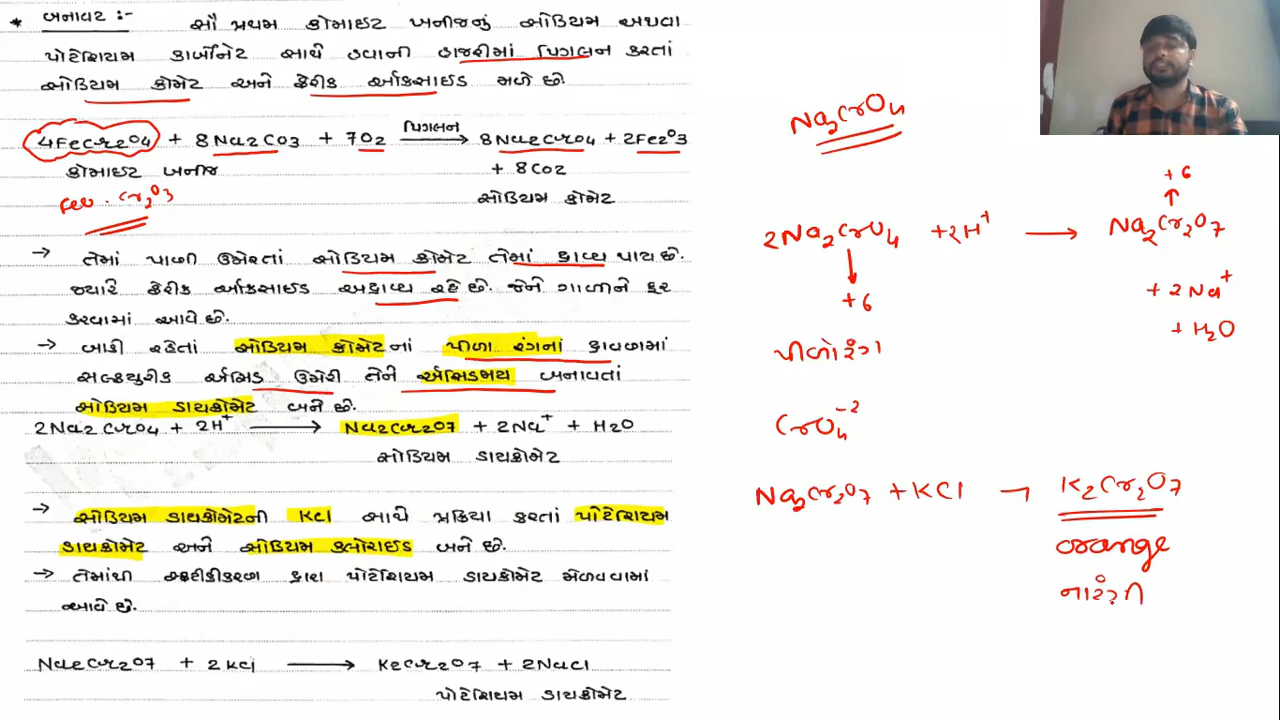 * બનાવટ :- સૌ પ્રથમ ક્રોમાઇટ ખનીજનું સોડિયમ અથવા
પોટેશિયમ કાર્બોનેટ સાથે હવાની હાજરીમાં પિગલન કરતાં
સોડિયમ ક્રોમેટ અને ફેરીક ઓકસાઇડ મળે છે.
4FeCr2O4 + 8Na2CO3 + 7O2 પિગલન → 8Na2CrO4 + 2Fe2O3
ક્રોમાઇટ ખનીજ + 8CO2
FeO . Cr2O3 સોડિયમ ક્રોમેટ
→ તેમાં પાણી ઉમેરતાં સોડિયમ ક્રોમેટ તેમાં દ્રાવ્ય થાય છે.
જ્યારે ફેરીક ઓકસાઇડ અદ્રાવ્ય રહે છે. જેને ગાળીને દૂર
કરવામાં આવે છે.
→ બાકી રહેતાં સોડિયમ ક્રોમેટનાં પીળા રંગનાં દ્રાવણમાં
સલ્ફ્યુરીક એસિડ ઉમેરી તેને એસિડમય બનાવતાં
સોડિયમ ડાયક્રોમેટ બને છે.
2Na2CrO4 + 2H+ → Na2Cr2O7 + 2Na+ + H2O
સોડિયમ ડાયક્રોમેટ
→ સોડિયમ ડાયક્રોમેટની KCl સાથે પ્રક્રિયા કરતાં પોટેશિયમ
ડાયક્રોમેટ અને સોડિયમ ક્લોરાઇડ બને છે.
→ તેમાંથી સ્ફટીકીકરણ દ્વારા પોટેશિયમ ડાયક્રોમેટ મેળવવામાં
આવે છે.
Na2Cr2O7 + 2KCl → K2Cr2O7 + 2NaCl
પોટેશિયમ ડાયક્રોમેટ
Na2CrO4
+6
↑
2Na2CrO4 + 2H+ → Na2Cr2O7
↓
+6
+ 2Na+
+ H2O
પીળો રંગ
CrO4-2
Na2Cr2O7 + KCl → K2Cr2O7
orange
નારંગી